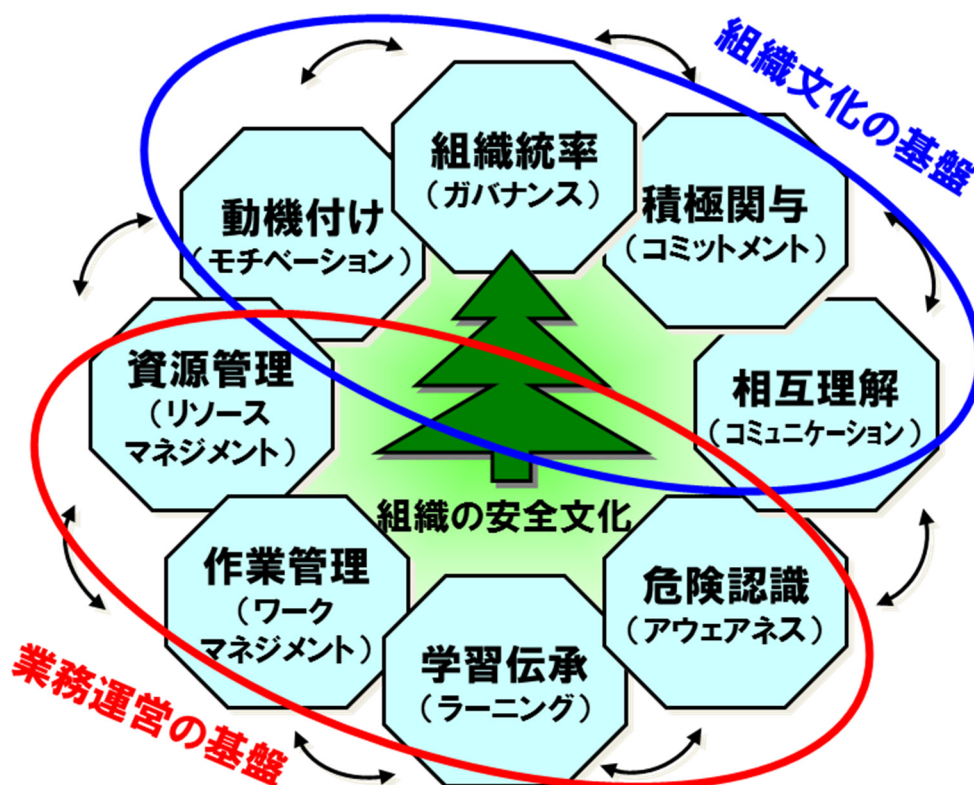 組織文化の基盤
組織統率
（ガバナンス）
積極関与
（コミットメント）
動機付け
（モチベーション）
相互理解
（コミュニケーション）
資源管理
（リソース
マネジメント）
組織の安全文化
危険認識
（アウェアネス）
作業管理
（ワーク
マネジメント）
学習伝承
（ラーニング）
業務運営の基盤